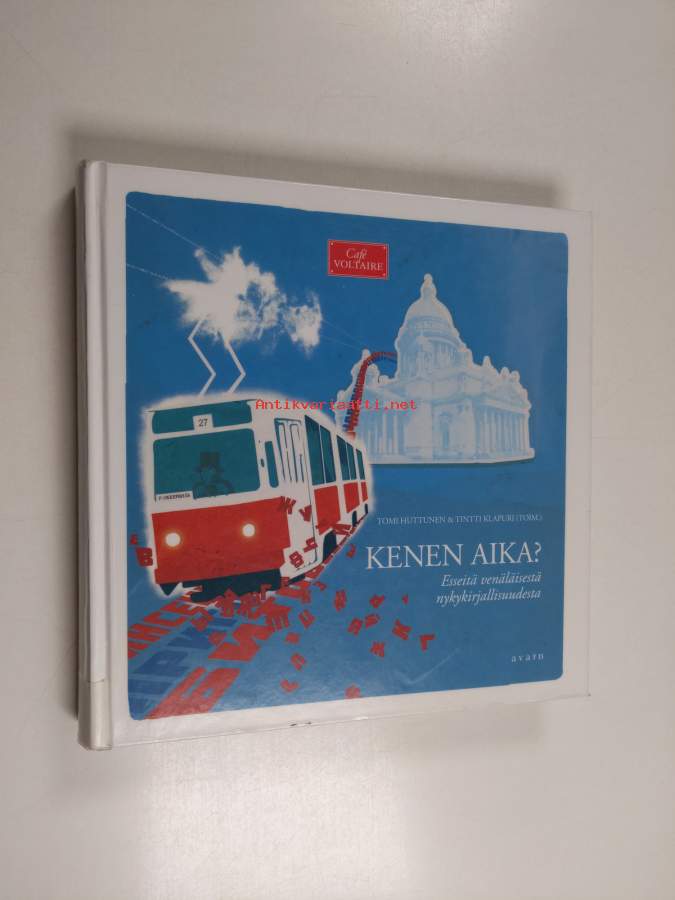 Café
VOLTAIRE
Antikvariaatti.net
27
TOMI HUTTUNEN & TINTTI KLAPURI (TOIM.)
KENEN AIKA?
Esseitä venäläisestä
nykykirjallisuudesta
avain